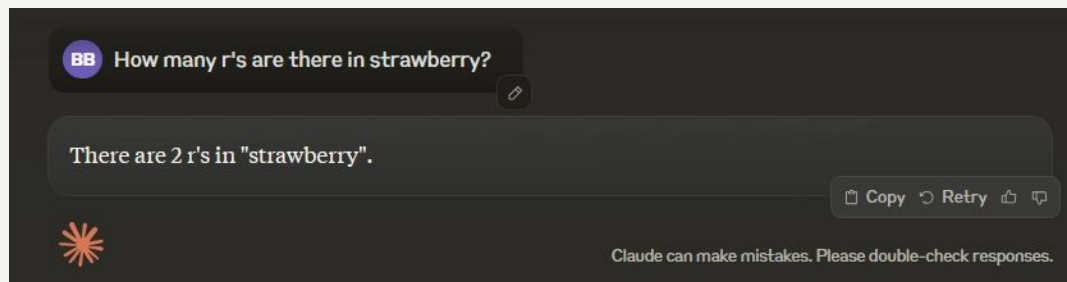 BB How many r's are there in strawberry?
There are 2 r's in "strawberry".
Copy Retry
Claude can make mistakes. Please double-check responses.